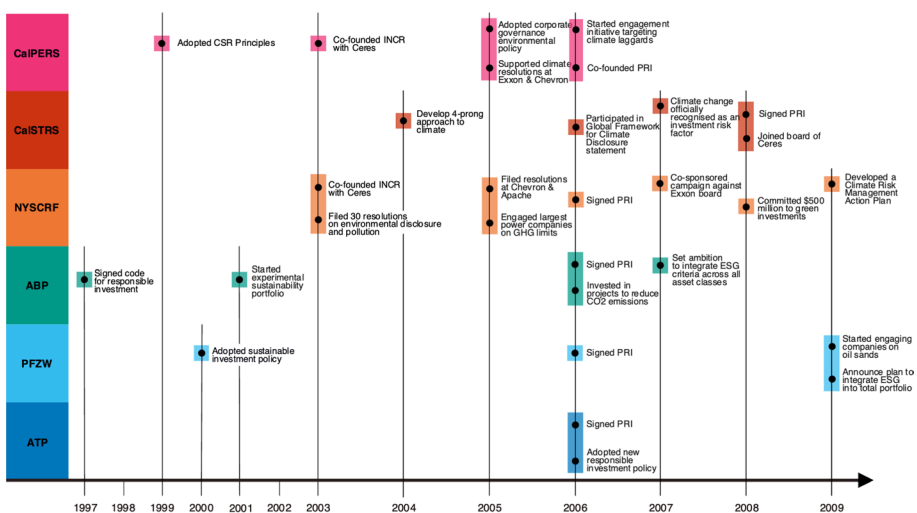 CalPERS
Adopted CSR Principles
Co-founded INCR
with Ceres
Adopted corporate
governance
environmental
policy
Supported climate
resolutions at
Exxon & Chevron
Started engagement
initiative targeting
climate laggards
Co-founded PRI
CalSTRS
Develop 4-prong
approach to
climate
Participated in
Global Framework
for Climate
Disclosure
statement
Climate change
officially
recognised as an
investment risk
factor
Signed PRI
Joined board of
Ceres
NYSCRF
Co-founded INCR
with Ceres
Filed 30 resolutions
on environmental disclosure
and pollution
Filed resolutions
at Chevron &
Apache
Engaged largest
power companies
on GHG limits
Signed PRI
Co-sponsored
campaign against
Exxon board
Committed $500
million to green
investments
Developed a
Climate Risk
Management
Action Plan
ABP
Signed code
for responsible
investment
Started
experimental
sustainability
portfolio
Signed PRI
Invested in
projects to reduce
CO2 emissions
Set ambition
to integrate ESG
criteria across all
asset classes
PFZW
Adopted sustainable
investment policy
Signed PRI
Started engaging
companies on
oil sands
Announce plan to
integrate ESG
into total portfolio
ATP
Signed PRI
Adopted new
responsible
investment policy
1997 1998 1999 2000 2001 2002 2003 2004 2005 2006 2007 2008 2009